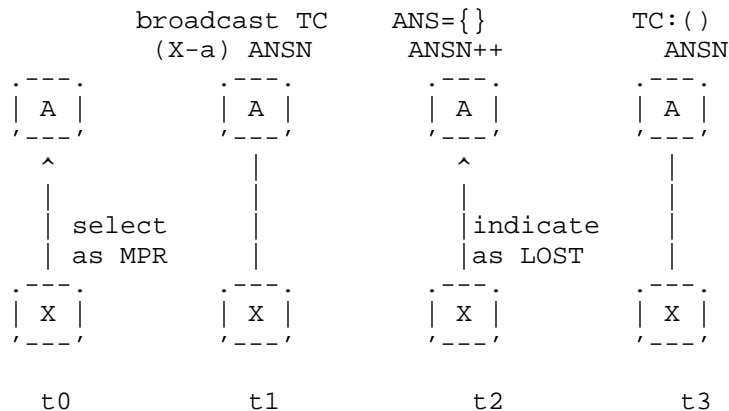 broadcast TC ANS={} TC:()
(X-a) ANSN ANSN++ ANSN
A A A A
select indicate
as MPR as LOST
X X X X
t0 t1 t2 t3